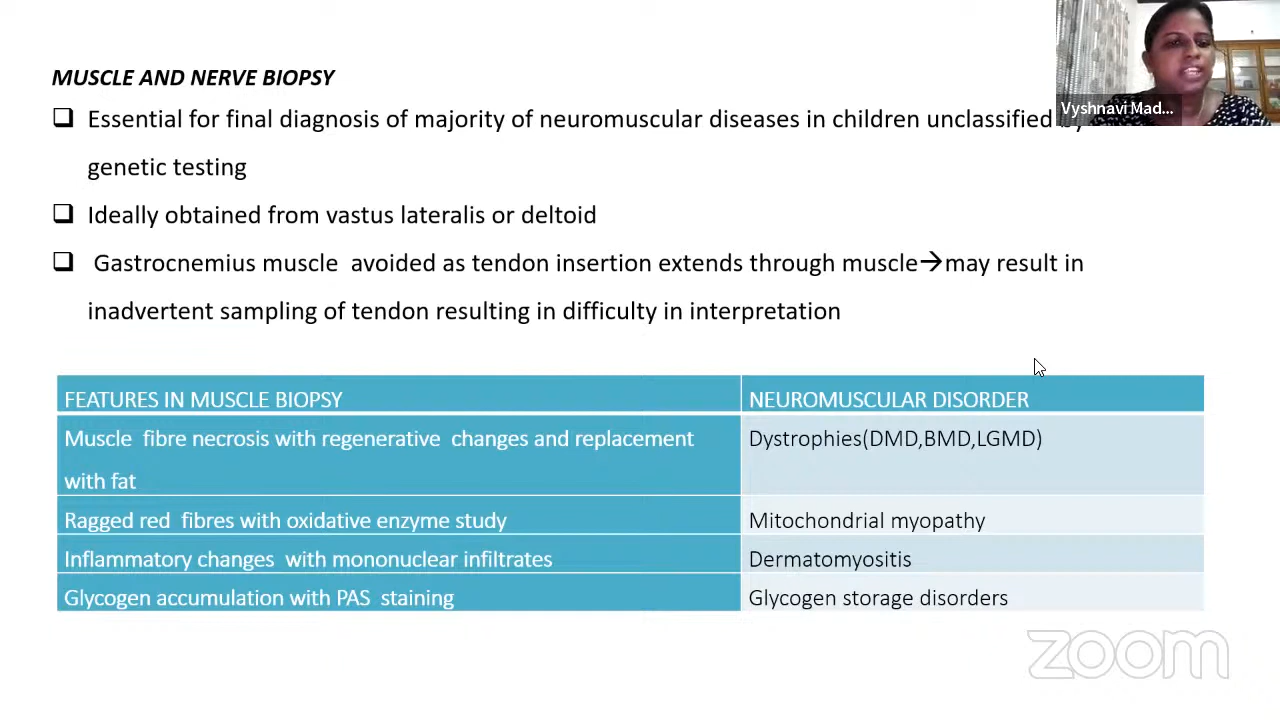 MUSCLE AND NERVE BIOPSY
Essential for final diagnosis of majority of neuromuscular diseases in children unclassified by
genetic testing
Ideally obtained from vastus lateralis or deltoid
Gastrocnemius muscle avoided as tendon insertion extends through muscle→may result in
inadvertent sampling of tendon resulting in difficulty in interpretation
Vyshnavi Mad...
FEATURES IN MUSCLE BIOPSY NEUROMUSCULAR DISORDER
Muscle fibre necrosis with regenerative changes and replacement Dystrophies(DMD,BMD,LGMD)
with fat
Ragged red fibres with oxidative enzyme study Mitochondrial myopathy
Inflammatory changes with mononuclear infiltrates Dermatomyositis
Glycogen accumulation with PAS staining Glycogen storage disorders
zoom